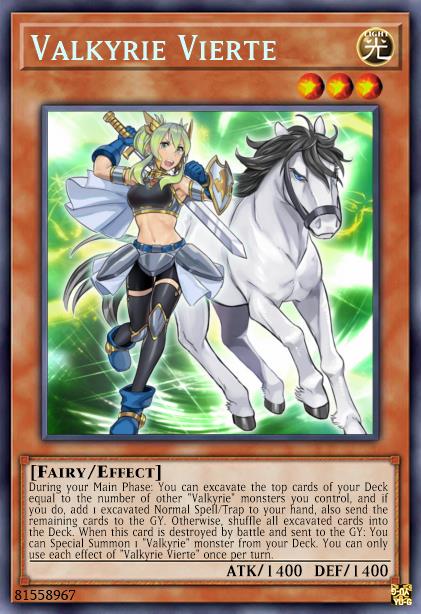 VALKYRIE VIERTE
LIGHT
光
[FAIRY/EFFECT]
During your Main Phase: You can excavate the top cards of your Deck
equal to the number of other "Valkyrie" monsters you control, and if
you do, add 1 excavated Normal Spell/Trap to your hand, also send the
remaining cards to the GY. Otherwise, shuffle all excavated cards into
the Deck. When this card is destroyed by battle and sent to the GY: You
can Special Summon 1 "Valkyrie" monster from your Deck. You can only
use each effect of "Valkyrie Vierte" once per turn.
ATK/1400 DEF/1400
81558967